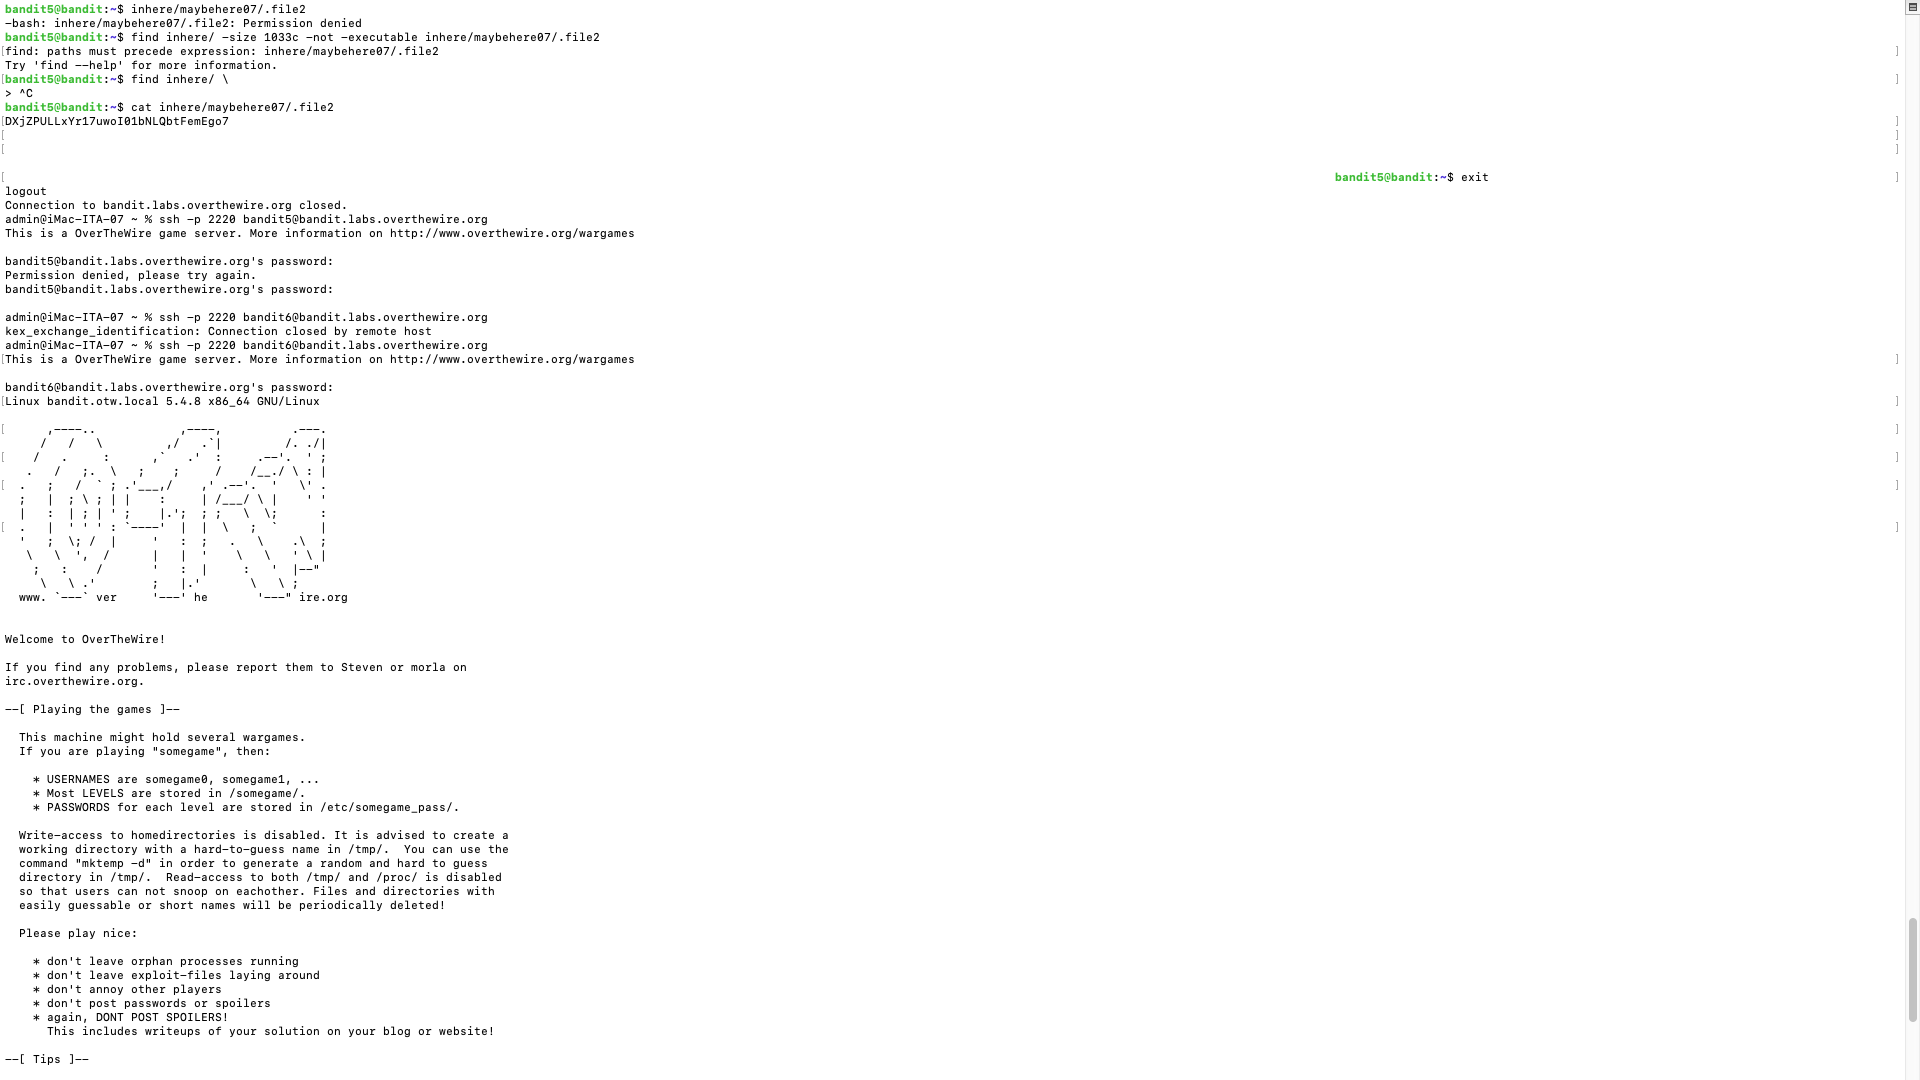 bandit5@bandit:~$ inhere/maybehere07/.file2
-bash: inhere/maybehere07/.file2: Permission denied
bandit5@bandit:~$ find inhere/ -size 1033c -not -executable inhere/maybehere07/.file2
[find: paths must precede expression: inhere/maybehere07/.file2 ]
Try 'find --help' for more information.
[bandit5@bandit:~$ find inhere/ \ ]
> ^C
bandit5@bandit:~$ cat inhere/maybehere07/.file2
[DXjZPULLxYr17uwoI01bNLQbtFemEgo7 ]
[ ]
[ ]
[ bandit5@bandit:~$ exit ]
logout
Connection to bandit.labs.overthewire.org closed.
admin@iMac-ITA-07 ~ % ssh -p 2220 bandit5@bandit.labs.overthewire.org
This is a OverTheWire game server. More information on http://www.overthewire.org/wargames

bandit5@bandit.labs.overthewire.org's password:
Permission denied, please try again.
bandit5@bandit.labs.overthewire.org's password:

admin@iMac-ITA-07 ~ % ssh -p 2220 bandit6@bandit.labs.overthewire.org
kex_exchange_identification: Connection closed by remote host
admin@iMac-ITA-07 ~ % ssh -p 2220 bandit6@bandit.labs.overthewire.org
[This is a OverTheWire game server. More information on http://www.overthewire.org/wargames ]

bandit6@bandit.labs.overthewire.org's password:
[Linux bandit.otw.local 5.4.8 x86_64 GNU/Linux ]

[      ,----..            ,----,          .---. ]
     /   /   \         ,/   .`|         /. ./|
[   /   .     :      ,`   .'  :     .--'.  ' ; ]
   .   /   ;.  \   ;    ;     /    /__./ \ : |
[ .   ;   /  ` ; .'___,/    ,' .--'.  '   \' . ]
  ;   |  ; \ ; | |    :     | /___/ \ |    ' '
  |   :  | ; | ' ;    |.';  ; ;   \  \;      :
[ .   |  ' ' ' : `----'  |  |  \   ;  `      | ]
  '   ;  \; /  |     '   :  ;   .   \    .\  ;
   \   \  ',  /      |   |  '    \   \   ' \ |
    ;   :    /       '   :  |     :   '  |--"
     \   \ .'        ;   |.'       \   \ ;
  www. `---` ver     '---' he       '---" ire.org

Welcome to OverTheWire!

If you find any problems, please report them to Steven or morla on
irc.overthewire.org.

--[ Playing the games ]--

  This machine might hold several wargames.
  If you are playing "somegame", then:

    * USERNAMES are somegame0, somegame1, ...
    * Most LEVELS are stored in /somegame/.
    * PASSWORDS for each level are stored in /etc/somegame_pass/.

  Write-access to homedirectories is disabled. It is advised to create a
  working directory with a hard-to-guess name in /tmp/.  You can use the
  command "mktemp -d" in order to generate a random and hard to guess
  directory in /tmp/.  Read-access to both /tmp/ and /proc/ is disabled
  so that users can not snoop on eachother. Files and directories with
  easily guessable or short names will be periodically deleted!

  Please play nice:

    * don't leave orphan processes running
    * don't leave exploit-files laying around
    * don't annoy other players
    * don't post passwords or spoilers
    * again, DONT POST SPOILERS!
      This includes writeups of your solution on your blog or website!

--[ Tips ]--